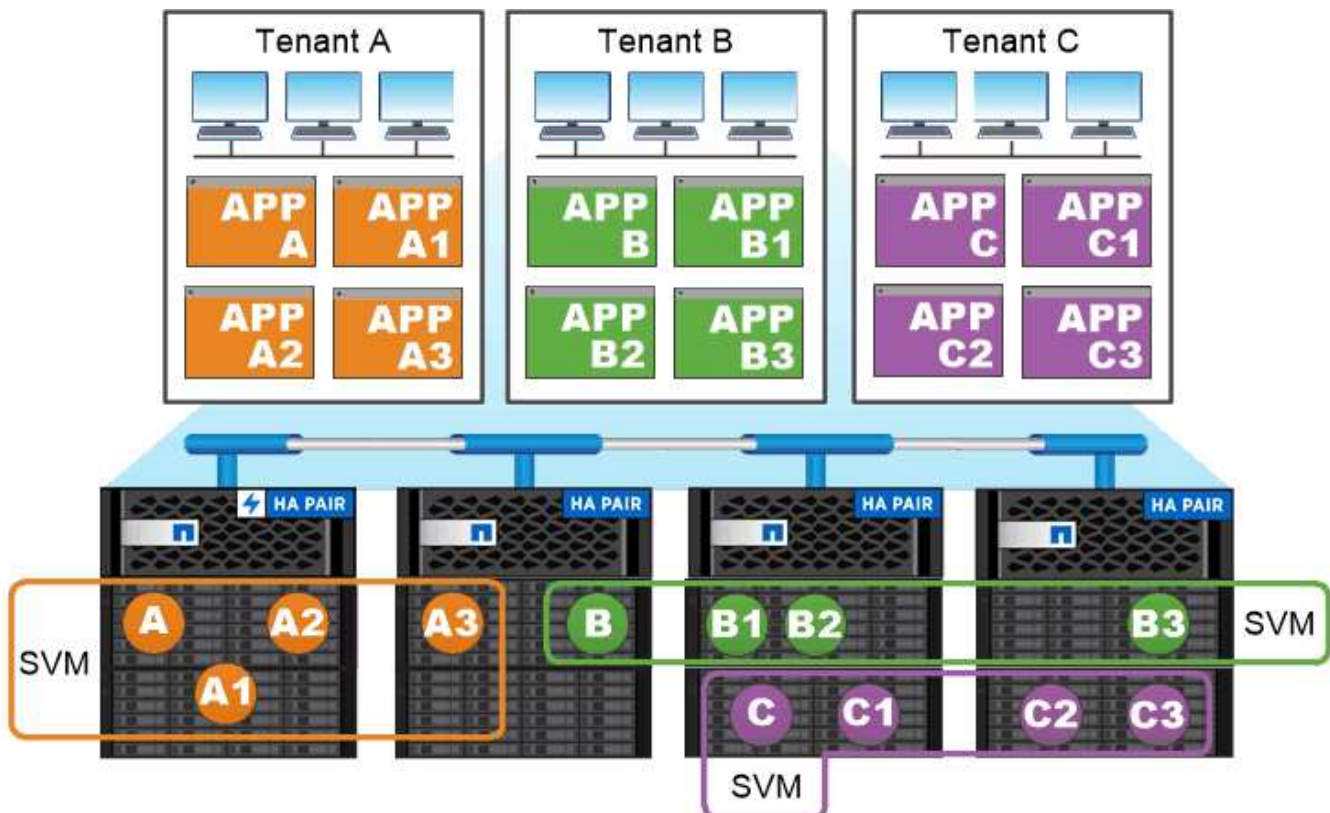 Tenant A
Tenant B
Tenant C
APP
A
APP
A1
APP
B
APP
B1
APP
C
APP
C1
APP
A2
APP
A3
APP
B2
APP
B3
APP
C2
APP
C3
HA PAIR
HA PAIR
HA PAIR
HA PAIR
SVM
A
A2
A1
A3
B
B1
B2
B3
SVM
C
C1
C2
C3
SVM